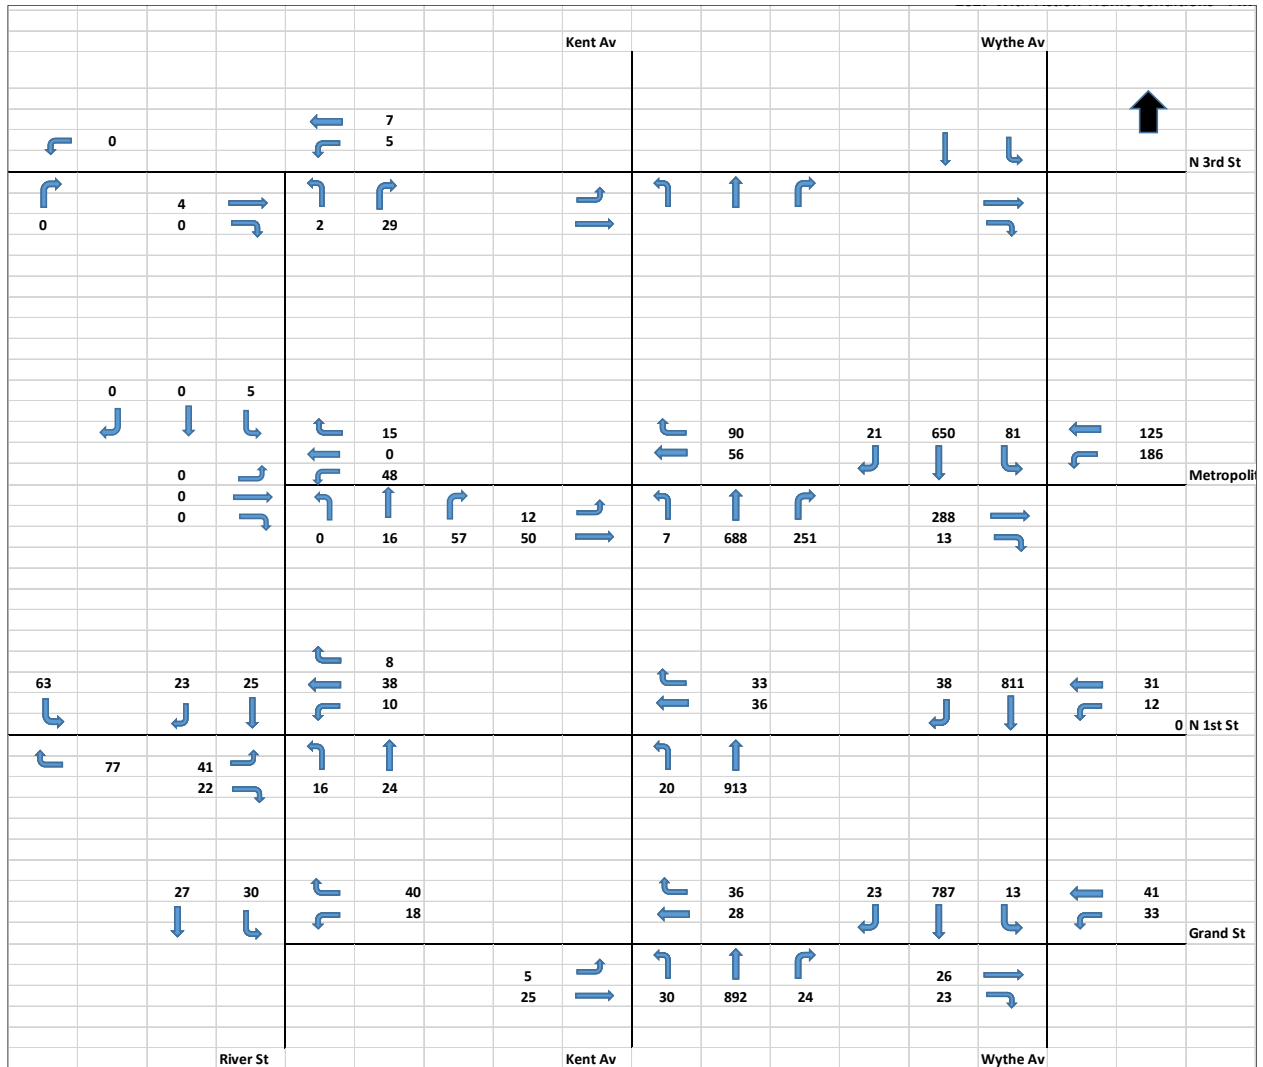 Kent Av Wythe Av
7
0 5
N 3rd St
4
0 0 2 29
0 0 5
15 90 21 650 81 125
0 56 186
0 48
Metropolit
0
0 12 288
0 16 57 50 7 688 251 13
8
63 23 25 38 33 38 811 31
10 36 12
0 N 1st St
77 41
22 16 24 20 913
27 30 40 36 23 787 13 41
18 28 33
Grand St
5 26
25 30 892 24 23
River St Kent Av Wythe Av